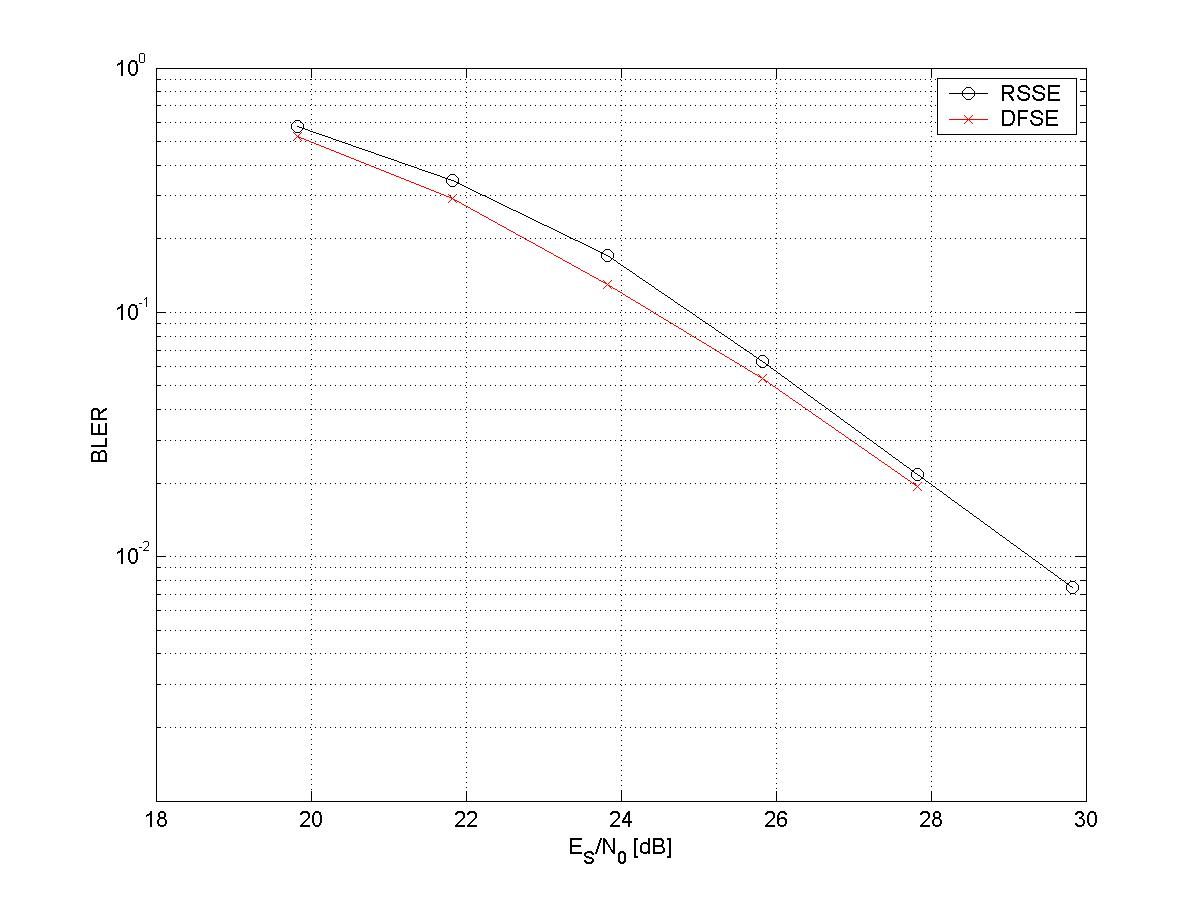 10^0
RSSE
DFSE
10^-1
BLER
10^-2
18 20 22 24 26 28 30
E_S/N_0 [dB]